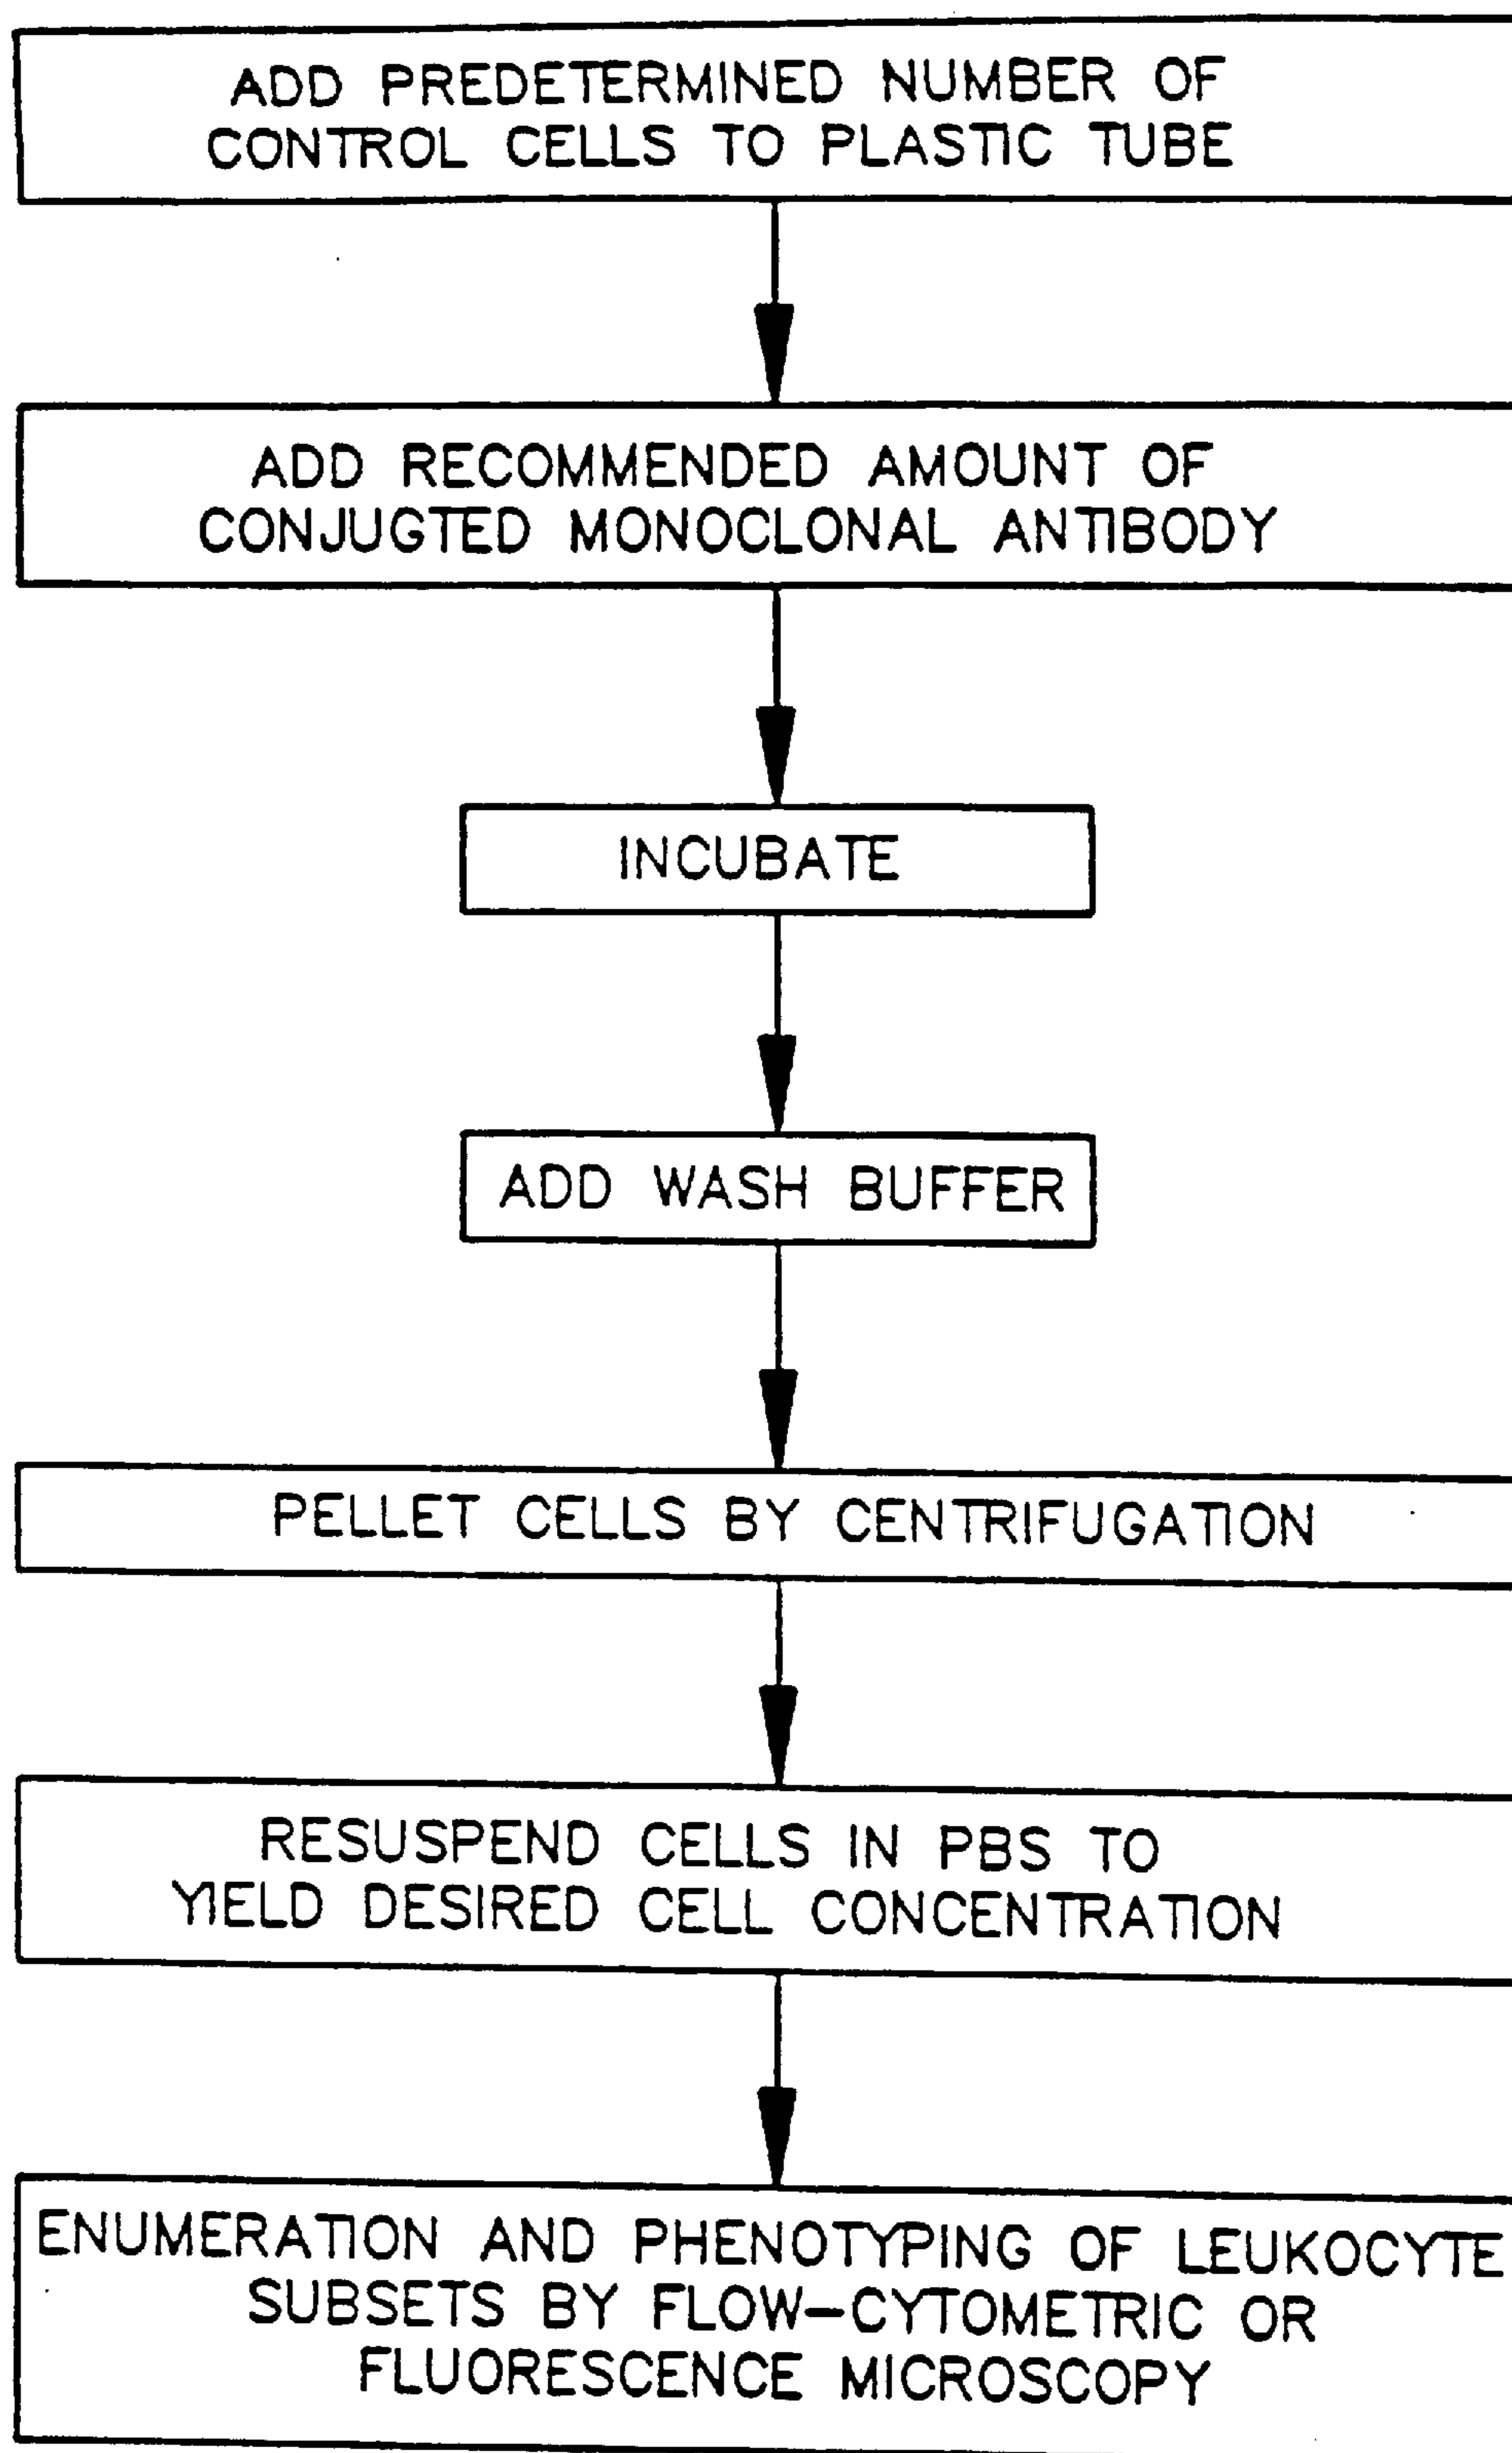 ADD PREDETERMINED NUMBER OF
CONTROL CELLS TO PLASTIC TUBE
ADD RECOMMENDED AMOUNT OF
CONJUGTED MONOCLONAL ANTIBODY
INCUBATE
ADD WASH BUFFER
PELLET CELLS BY CENTRIFUGATION
RESUSPEND CELLS IN PBS TO
YIELD DESIRED CELL CONCENTRATION
ENUMERATION AND PHENOTYPING OF LEUKOCYTE
SUBSETS BY FLOW-CYTOMETRIC OR
FLUORESCENCE MICROSCOPY